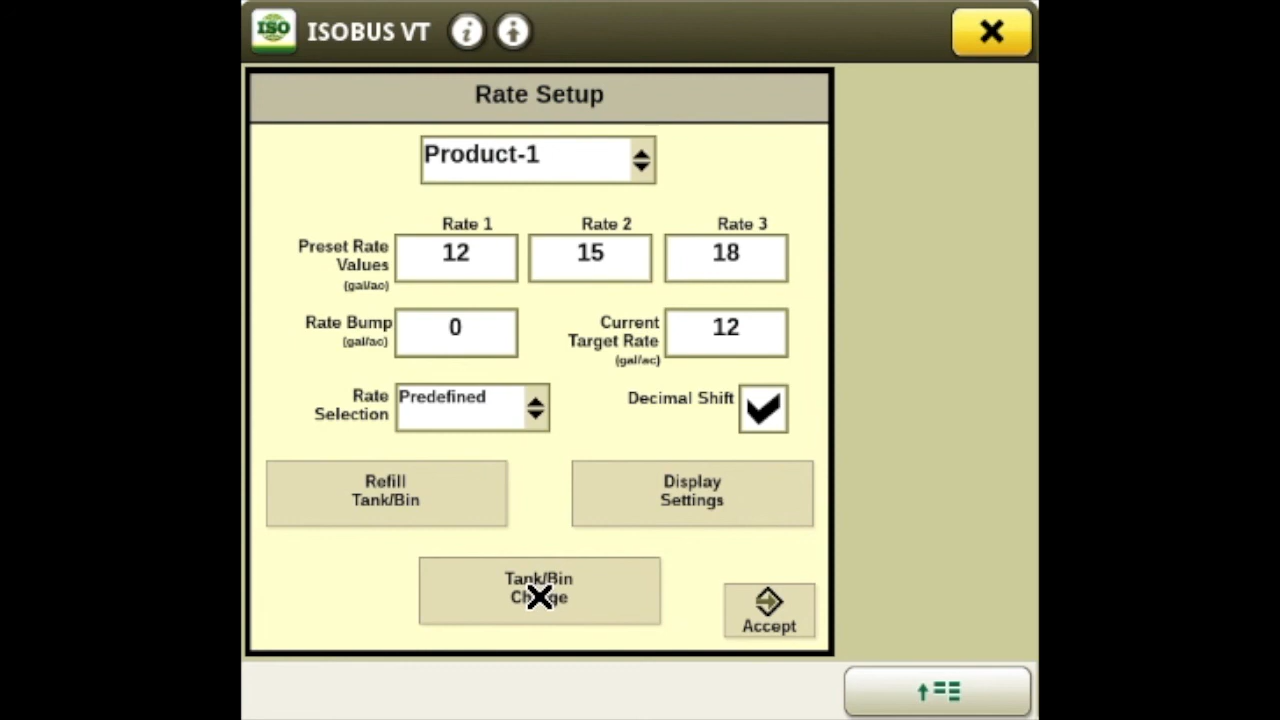 ISO
ISOBUS VT
Rate Setup
Product-1
Rate 1
Rate 2
Rate 3
Preset Rate
Values
(gal/ac)
12
15
18
Rate Bump
(gal/ac)
0
Current
Target Rate
(gal/ac)
12
Rate
Selection
Predefined
Decimal Shift
Refill
Tank/Bin
Display
Settings
Tank/Bin
Change
Accept